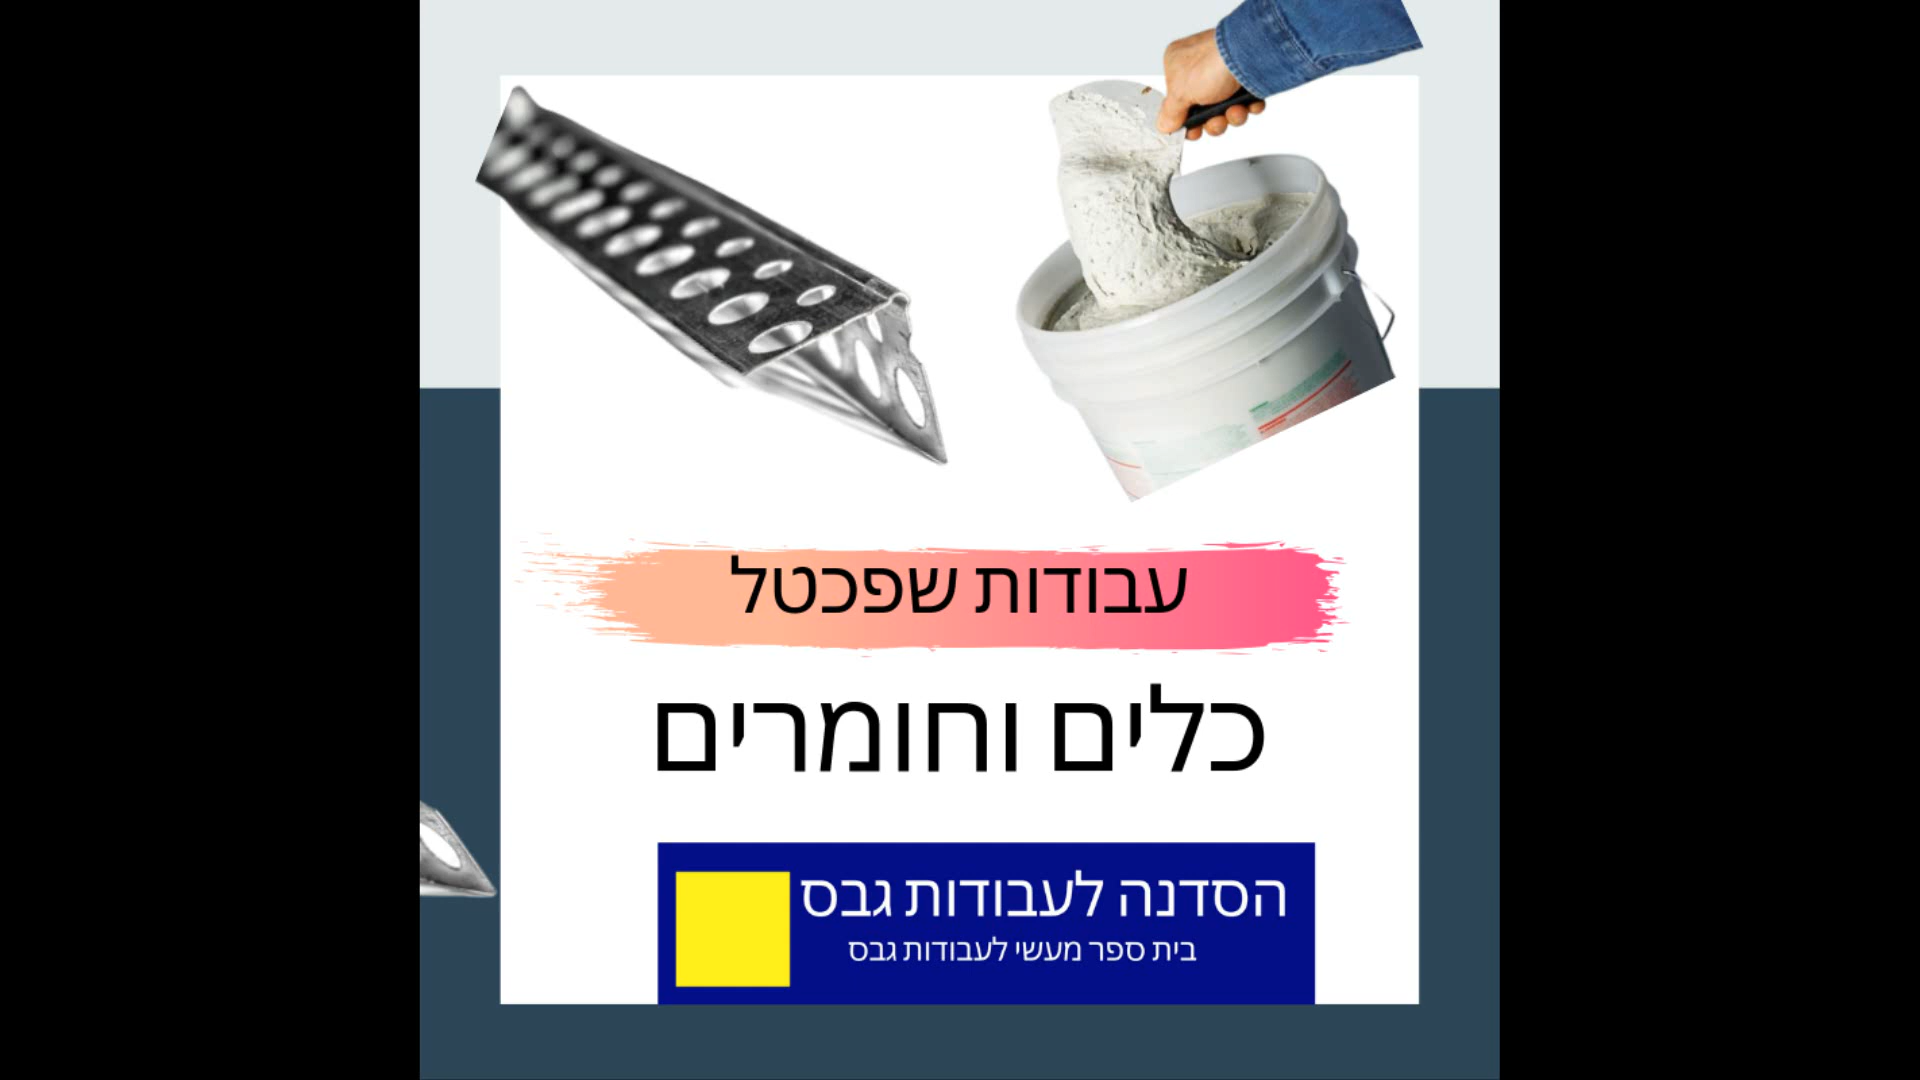 עבודות שפכטל
כלים וחומרים
הסדנה לעבודות גבס
בית ספר מעשי לעבודות גבס